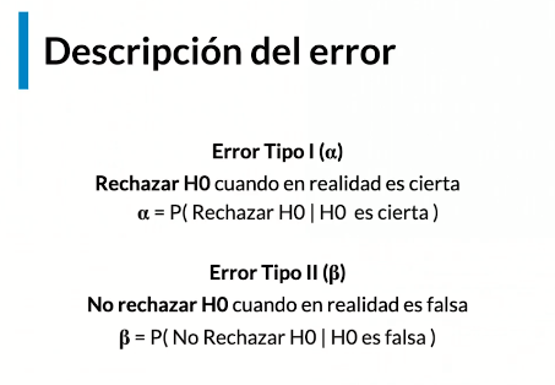 Descripción del error
Error Tipo I (α)
Rechazar H0 cuando en realidad es cierta
α = P( Rechazar H0 | H0 es cierta )
Error Tipo II (β)
No rechazar H0 cuando en realidad es falsa
β = P( No Rechazar H0 | H0 es falsa )